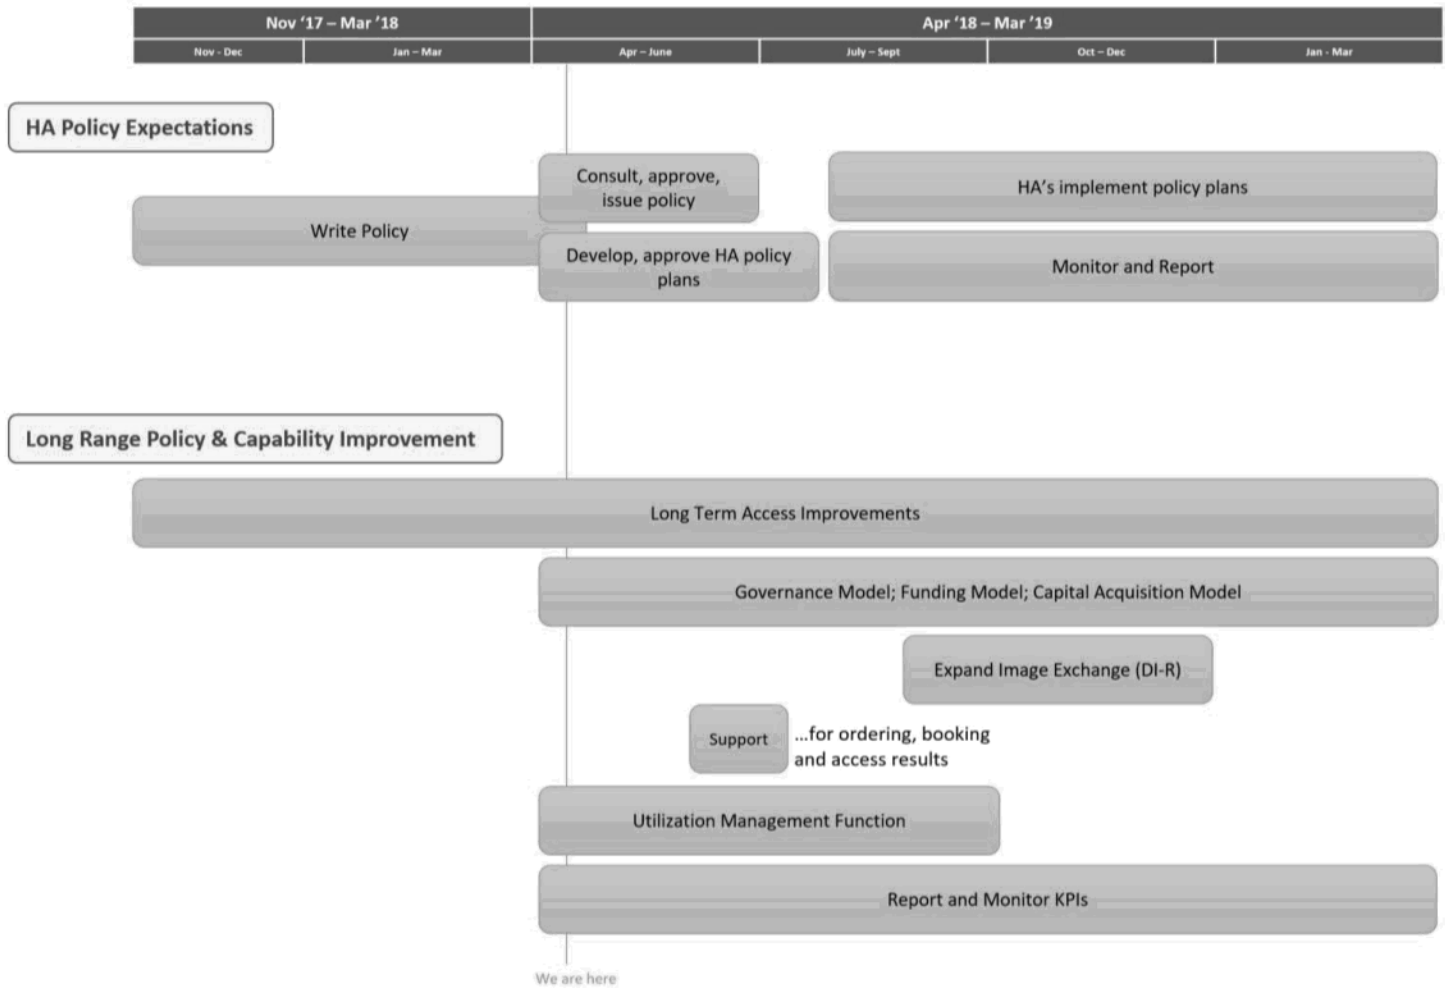 Nov ‘17 – Mar ’18
Apr ‘18 – Mar ’19
Nov - Dec
Jan – Mar
Apr – June
July – Sept
Oct – Dec
Jan - Mar
HA Policy Expectations
Consult, approve,
issue policy
HA’s implement policy plans
Write Policy
Develop, approve HA policy
plans
Monitor and Report
Long Range Policy & Capability Improvement
Long Term Access Improvements
Governance Model; Funding Model; Capital Acquisition Model
Expand Image Exchange (DI-R)
Support
...for ordering, booking
and access results
Utilization Management Function
Report and Monitor KPIs
We are here